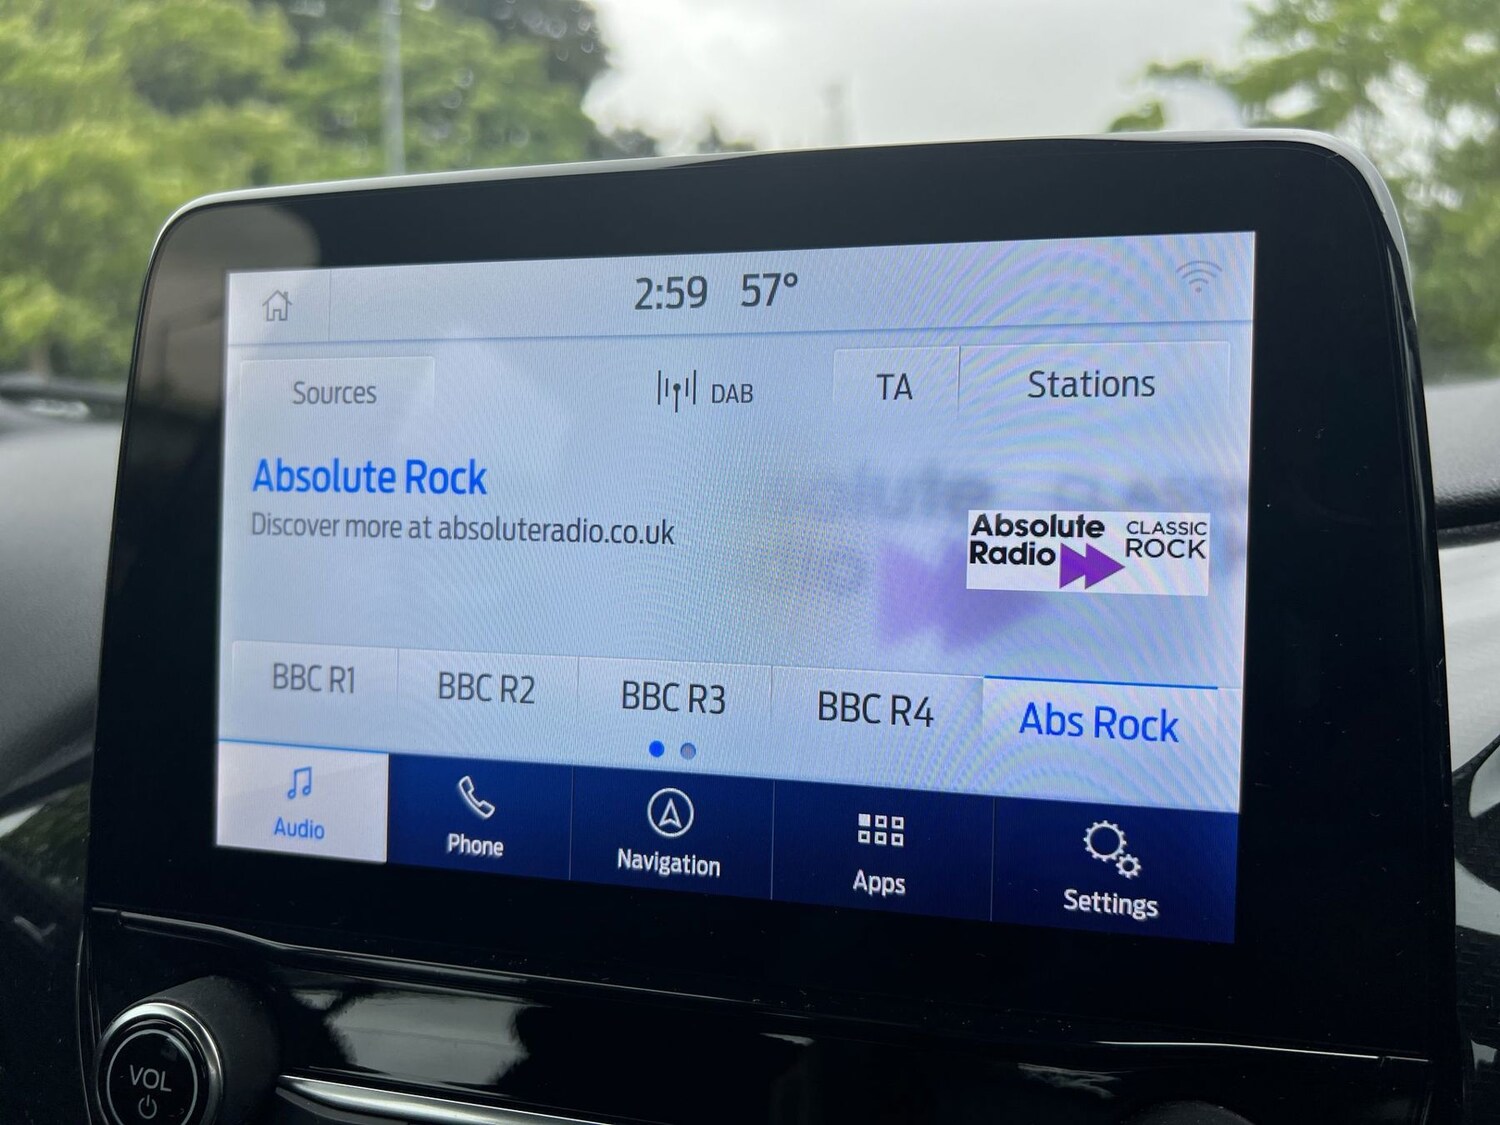 2:59 57°
Sources
DAB
TA
Stations
Absolute Rock
Discover more at absoluteradio.co.uk
Absolute
Radio
CLASSIC
ROCK
BBC R1
BBC R2
BBC R3
BBC R4
Abs Rock
Audio
Phone
Navigation
Apps
Settings
VOL